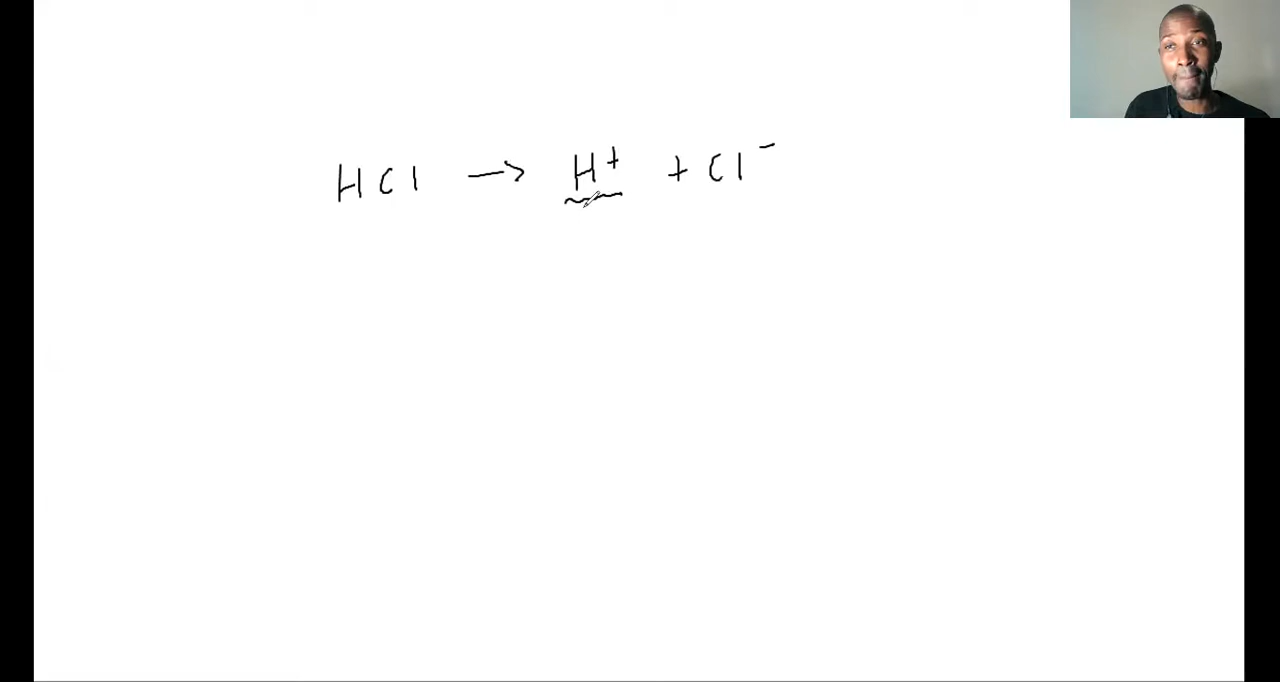 HCl → H⁺ + Cl⁻